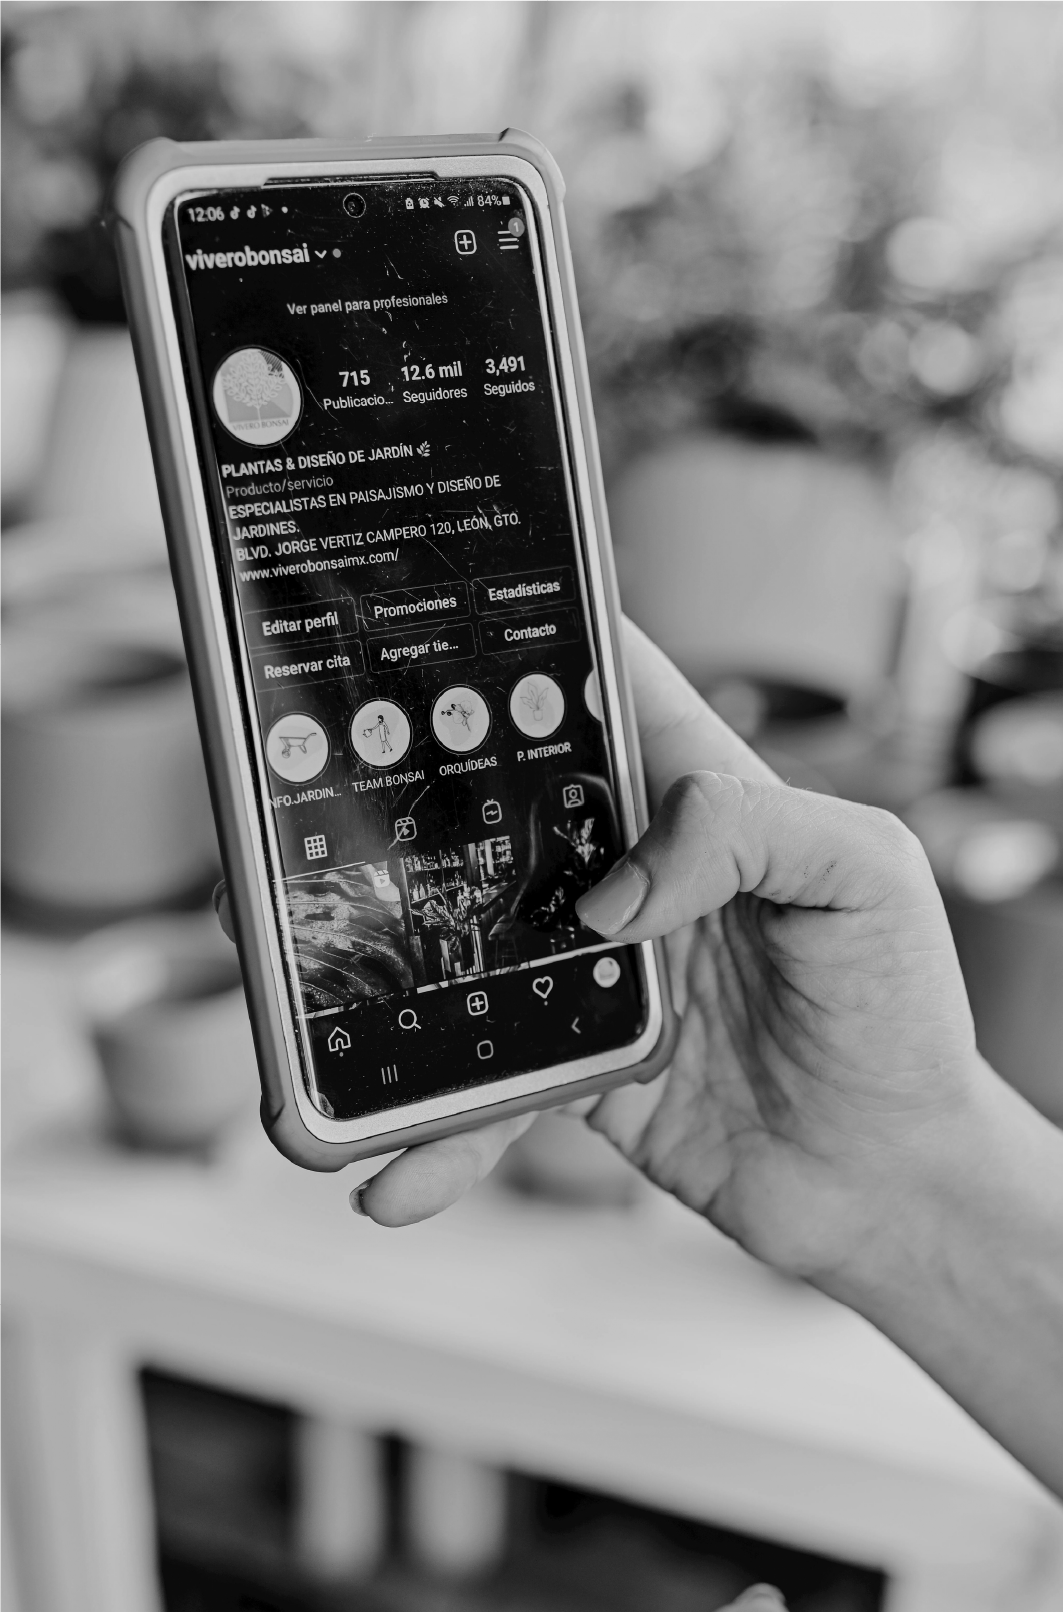 12:06
84%
1
viverobonsai
Ver panel para profesionales
715 12.6 mil 3,491
Publicacio... Seguidores Seguidos
VIVERO BONSAI
PLANTAS & DISEÑO DE JARDÍN
Producto/servicio
ESPECIALISTAS EN PAISAJISMO Y DISEÑO DE
JARDINES.
BLVD. JORGE VERTIZ CAMPERO 120, LEÓN, GTO.
www.viverobonsaimx.com/
Editar perfil Promociones Estadísticas
Reservar cita Agregar tie... Contacto
NFO.JARDIN... TEAM BONSAI ORQUÍDEAS P. INTERIOR